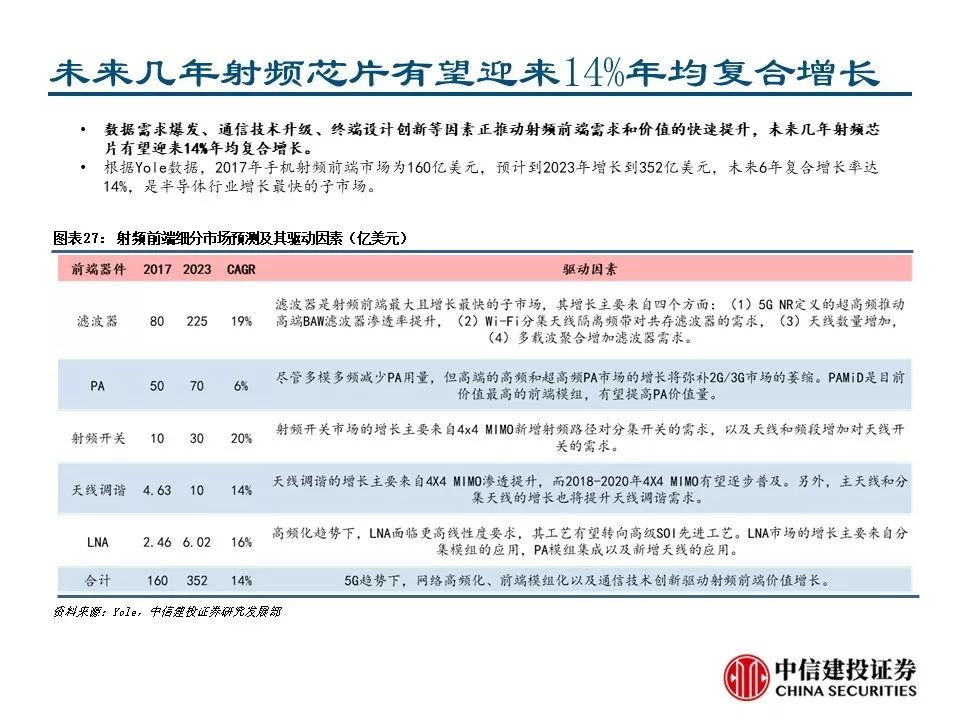 未来几年射频芯片有望迎来14%年均复合增长
• 数据需求爆发、通信技术升级、终端设计创新等因素正推动射频前端需求和价值的快速提升，未来几年射频芯
片有望迎来14%年均复合增长。
• 根据Yole数据，2017年手机射频前端市场为160亿美元，预计到2023年增长到352亿美元，未来6年复合增长率达
14%，是半导体行业增长最快的子市场。
图表27：射频前端细分市场预测及其驱动因素（亿美元）
前端器件 2017 2023 CAGR 驱动因素
滤波器 80 225 19% 滤波器是射频前端最大且增长最快的子市场，其增长主要来自四个方面：（1）5G NR定义的超高频推动
高端BAW滤波器渗透率提升，（2）Wi-Fi分集天线隔离频带对共存滤波器的需求，（3）天线数量增加，
（4）多载波聚合增加滤波器需求。
PA 50 70 6% 尽管多模多频减少PA用量，但高端的高频和超高频PA市场的增长将弥补2G/3G市场的萎缩。PAMiD是目前
价值最高的前端模组，有望提高PA价值量。
射频开关 10 30 20% 射频开关市场的增长主要来自4x4 MIMO新增射频路径对分集开关的需求，以及天线和频段增加对天线开
关的需求。
天线调谐 4.63 10 14% 天线调谐的增长主要来自4X4 MIMO渗透提升，而2018-2020年4X4 MIMO有望逐步普及。另外，主天线和分
集天线的增长也将提升天线调谐需求。
LNA 2.46 6.02 16% 高频化趋势下，LNA面临更高线性度要求，其工艺有望转向高级SOI先进工艺。LNA市场的增长主要来自分
集模组的应用，PA模组集成以及新增天线的应用。
合计 160 352 14% 5G趋势下，网络高频化、前端模组化以及通信技术创新驱动射频前端价值增长。
资料来源：Yole，中信建投证券研究发展部
中信建投证券
CHINA SECURITIES